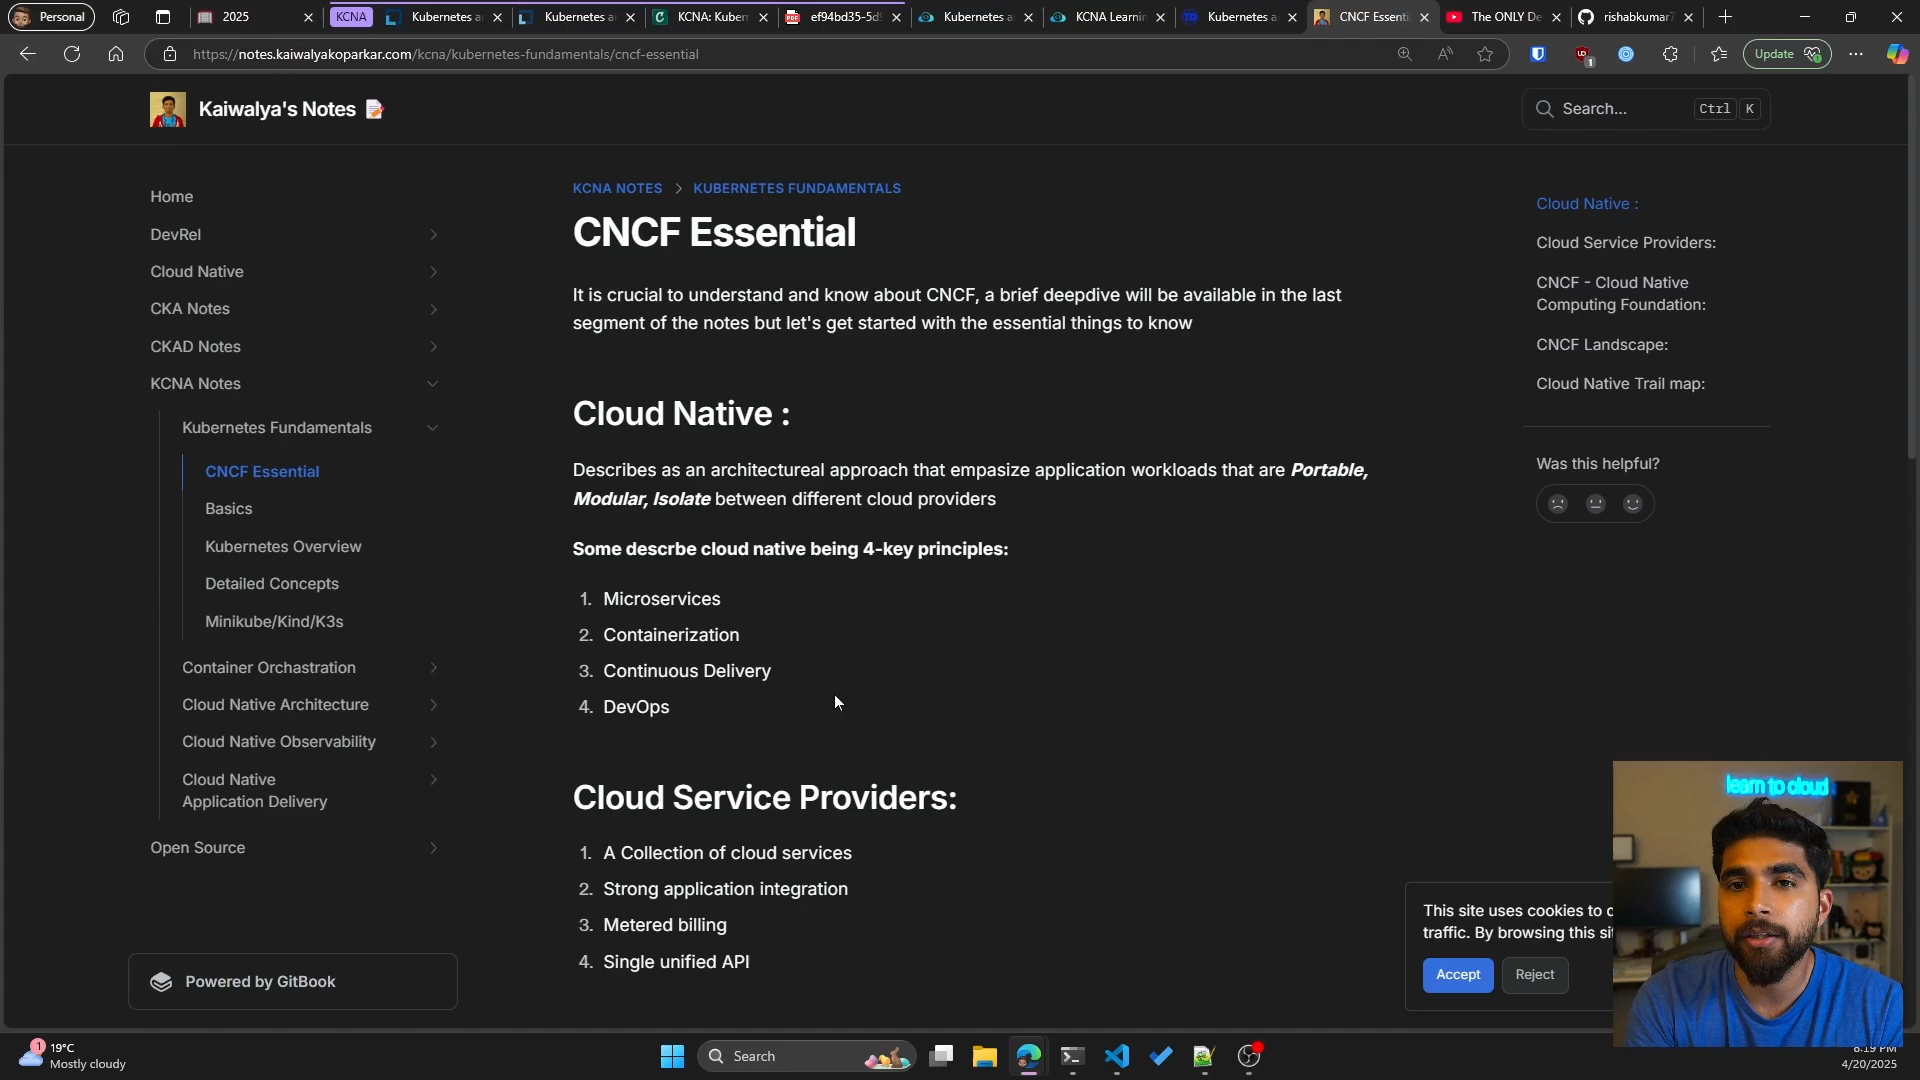 Personal
2025
KCNA
Kubernetes a
Kubernetes a
KCNA: Kuber
ef94bd35-5d
Kubernetes a
KCNA Learni
Kubernetes a
CNCF Essenti
The ONLY De
rishabkumar7
https://notes.kaiwalyakoparkar.com/kcna/kubernetes-fundamentals/cncf-essential
1
Update
Kaiwalya's Notes
Search...
Ctrl K
Home
DevRel
Cloud Native
CKA Notes
CKAD Notes
KCNA Notes
Kubernetes Fundamentals
CNCF Essential
Basics
Kubernetes Overview
Detailed Concepts
Minikube/Kind/K3s
Container Orchastration
Cloud Native Architecture
Cloud Native Observability
Cloud Native
Application Delivery
Open Source
Powered by GitBook
KCNA NOTES > KUBERNETES FUNDAMENTALS
CNCF Essential
It is crucial to understand and know about CNCF, a brief deepdive will be available in the last
segment of the notes but let's get started with the essential things to know
Cloud Native :
Describes as an architectureal approach that empasize application workloads that are Portable,
Modular, Isolate between different cloud providers
Some descrbe cloud native being 4-key principles:
1. Microservices
2. Containerization
3. Continuous Delivery
4. DevOps
Cloud Service Providers:
1. A Collection of cloud services
2. Strong application integration
3. Metered billing
4. Single unified API
Cloud Native :
Cloud Service Providers:
CNCF - Cloud Native
Computing Foundation:
CNCF Landscape:
Cloud Native Trail map:
Was this helpful?
This site uses cookies to
traffic. By browsing this
Accept
Reject
learn to cloud
1
19°C
Mostly cloudy
Search
8:19 PM
4/20/2025